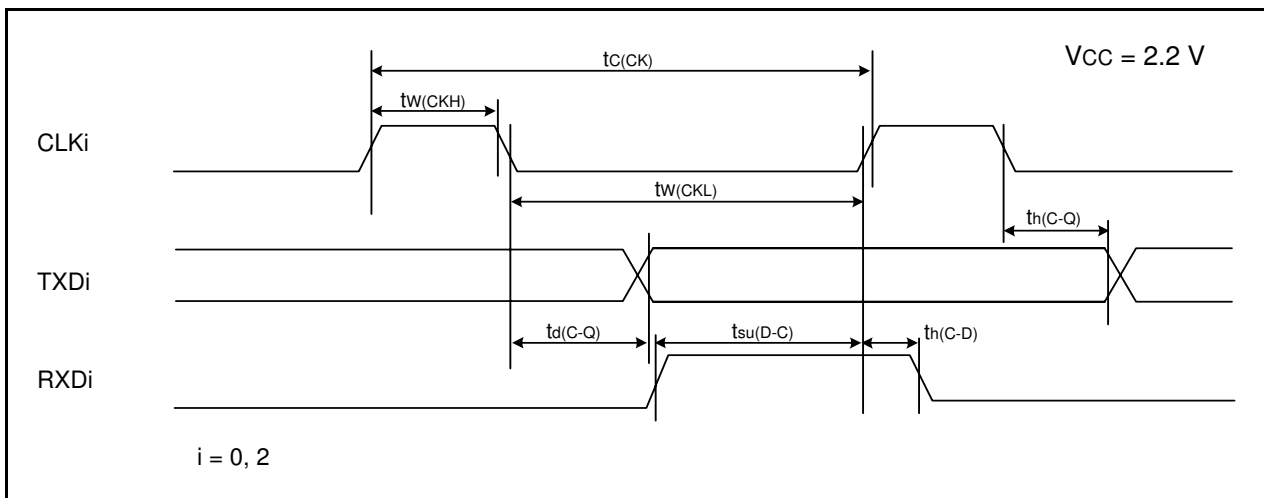 tC(CK)
VCC = 2.2 V
tW(CKH)
CLKi
tW(CKL)
th(C-Q)
TXDi
td(C-Q)
tsu(D-C)
th(C-D)
RXDi
i = 0, 2